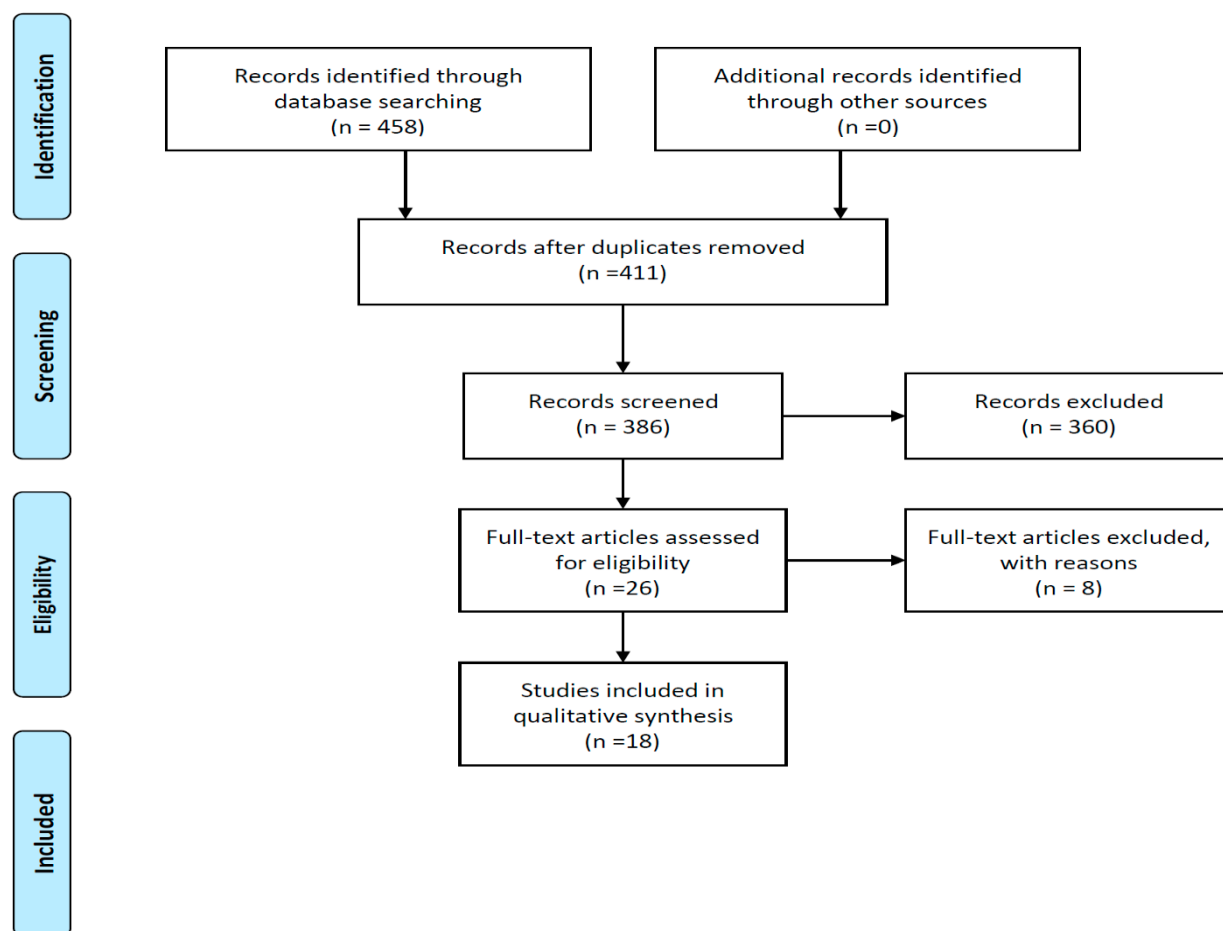 Identification
Records identified through
database searching
(n = 458)
Additional records identified
through other sources
(n =0)
Records after duplicates removed
(n =411)
Screening
Records screened
(n = 386)
Records excluded
(n = 360)
Eligibility
Full-text articles assessed
for eligibility
(n =26)
Full-text articles excluded,
with reasons
(n = 8)
Studies included in
qualitative synthesis
(n =18)
Included